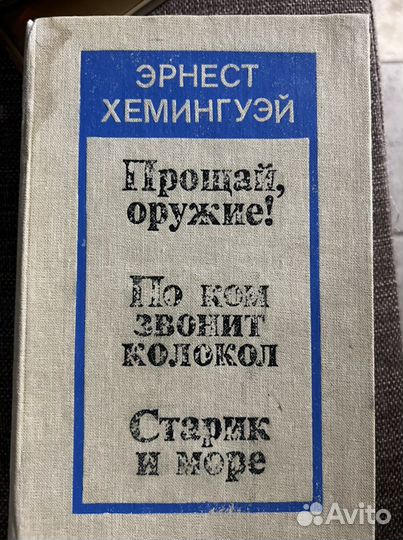 ЭРНЕСТ
ХЕМИНГУЭЙ
Прощай,
оружие!
По ком
звонит
колокол
Старик
и море
Avito